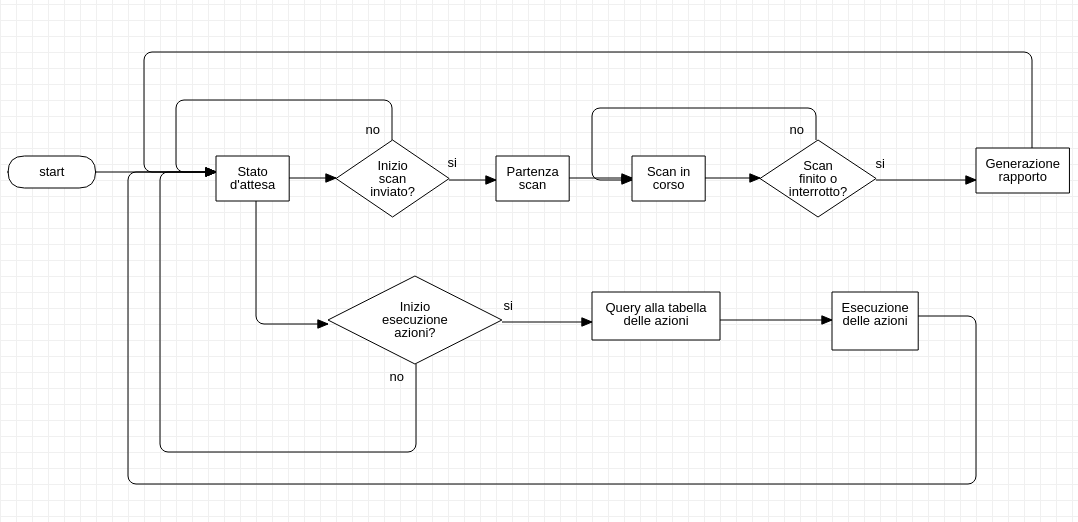 no
no
start
Stato
d'attesa
Inizio
scan
inviato?
si
Partenza
scan
Scan in
corso
Scan
finito o
interrotto?
si
Generazione
rapporto
Inizio
esecuzione
azioni?
si
no
Query alla tabella
delle azioni
Esecuzione
delle azioni